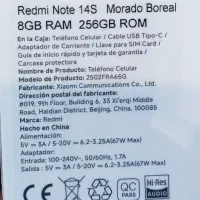 Redmi Note 14S Morado Boreal
8GB RAM 256GB ROM
En la Caja: Teléfono Celular / Cable USB Tipo-C /
Adaptador de Corriente / Llave para SIM Card /
Guía de inicio rápido y tarjeta de garantía /
Carcasa protectora
Nombre: Teléfono Celular
Modelo de Producto: 2502FRA65G
Fabricante: Xiaomi Communications Co., Ltd.
Dirección del Fabricante:
#019, 9th Floor, Building 6, 33 Xi'erqi Middle
Road, Haidian District, Beijing, China, 100085
Marca: Redmi
Hecho en China
Alimentación:
5V ⎓ 3A / 5-20V ⎓ 6.2-3.25A(67W Max)
Adaptador:
Entrada: 100-240V~, 50/60Hz, 1.7A
Salida: 5V ⎓ 3A / 5-20V ⎓ 6.2-3.25A(67W Max)
CE
QC
PASS
Hi-Res
AUDIO